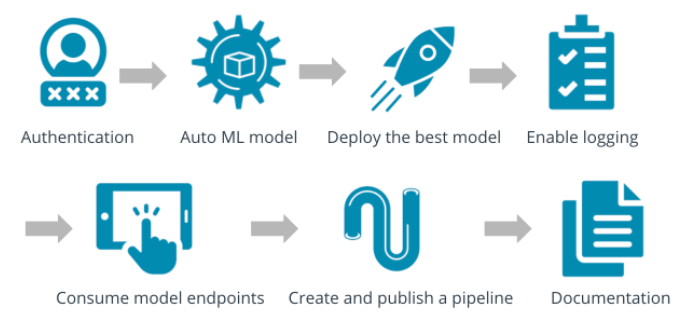 Authentication
Auto ML model
Deploy the best model
Enable logging
Consume model endpoints
Create and publish a pipeline
Documentation